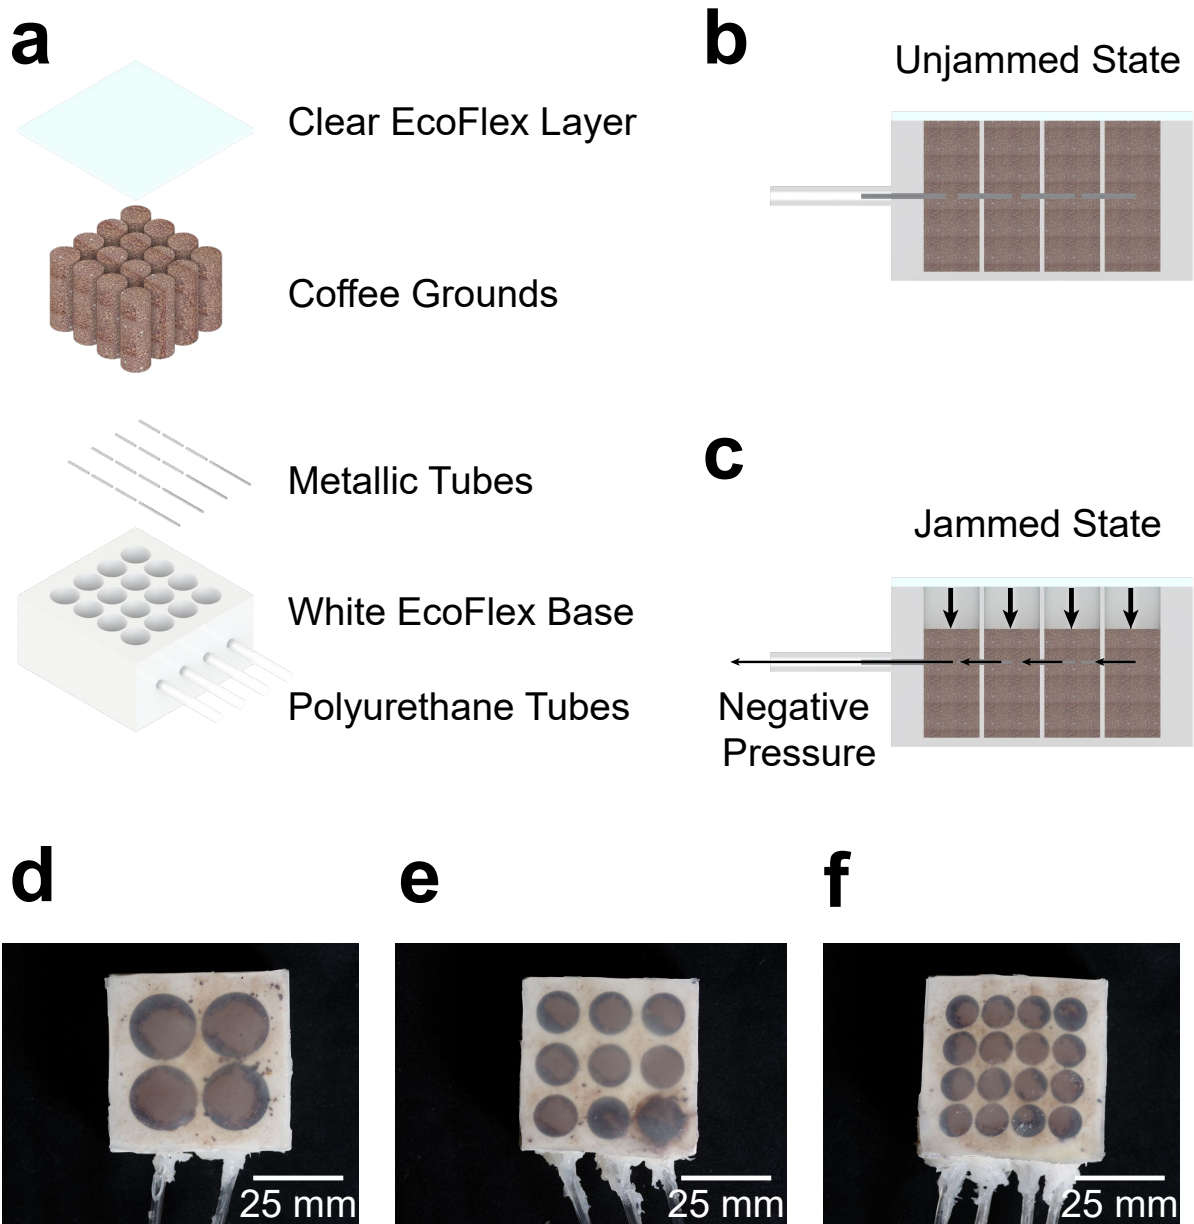 a
Clear EcoFlex Layer
Coffee Grounds
Metallic Tubes
White EcoFlex Base
Polyurethane Tubes
b
Unjammed State
c
Jammed State
Negative
Pressure
d
25 mm
e
25 mm
f
25 mm